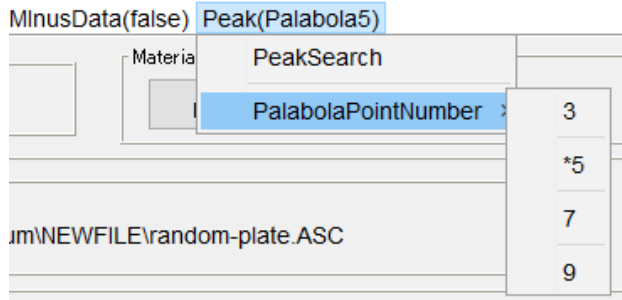 MInusData(false) Peak(Palabola5)
Materia PeakSearch
PalabolaPointNumber > 3
*5
7
um\NEWFILE\random-plate.ASC
9